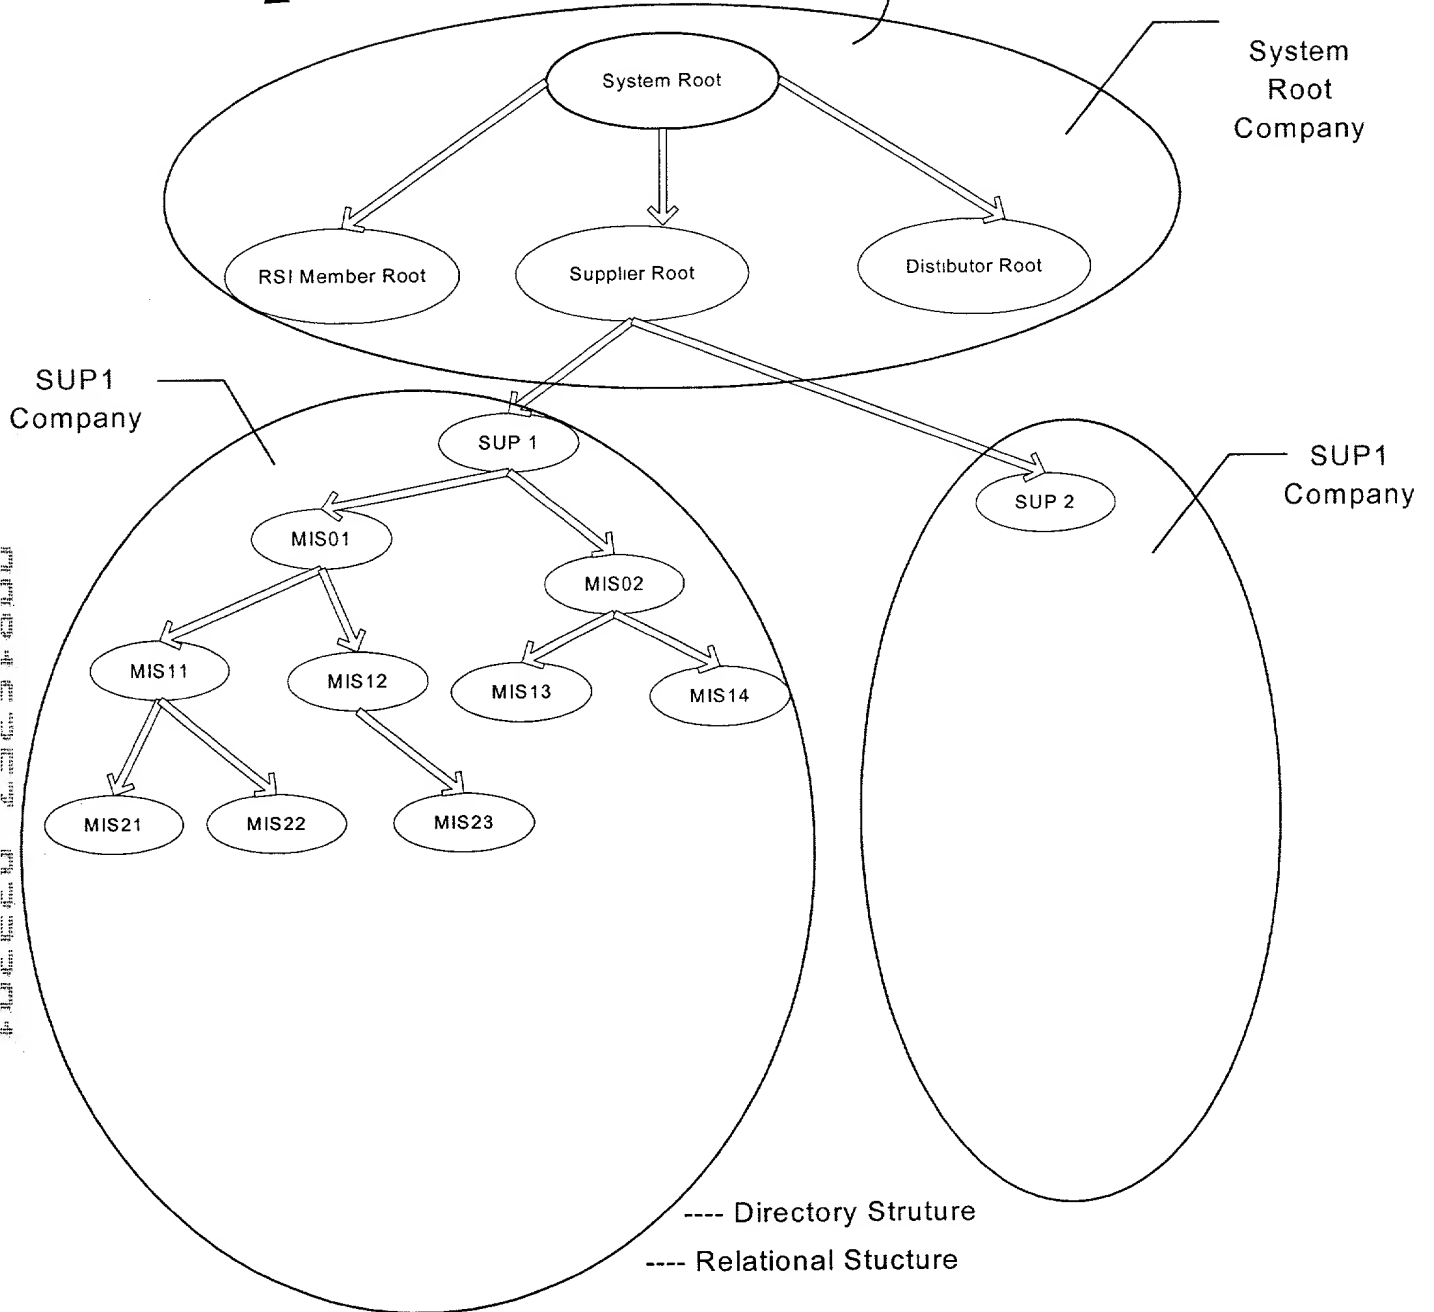 System Root
System
Root
Company
RSI Member Root
Supplier Root
Distibutor Root
SUP1
Company
SUP 1
SUP1
Company
SUP 2
MIS01
MIS02
MIS11
MIS12
MIS13
MIS14
MIS21
MIS22
MIS23
---- Directory Struture
---- Relational Stucture